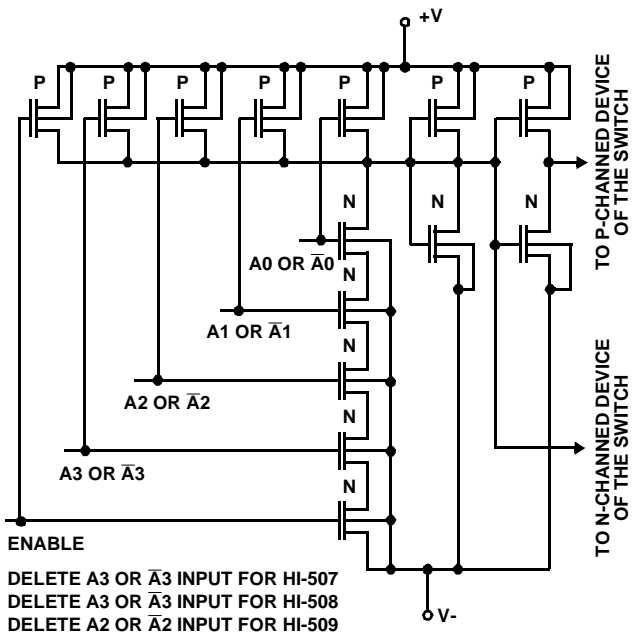 +V
P P P P P P P
TO P-CHANNED DEVICE
OF THE SWITCH
N N N
A0 OR A̅0
N
A1 OR A̅1
N
A2 OR A̅2
N
A3 OR A̅3
N
ENABLE
TO N-CHANNED DEVICE
OF THE SWITCH
DELETE A3 OR A̅3 INPUT FOR HI-507
DELETE A3 OR A̅3 INPUT FOR HI-508
DELETE A2 OR A̅2 INPUT FOR HI-509
V-